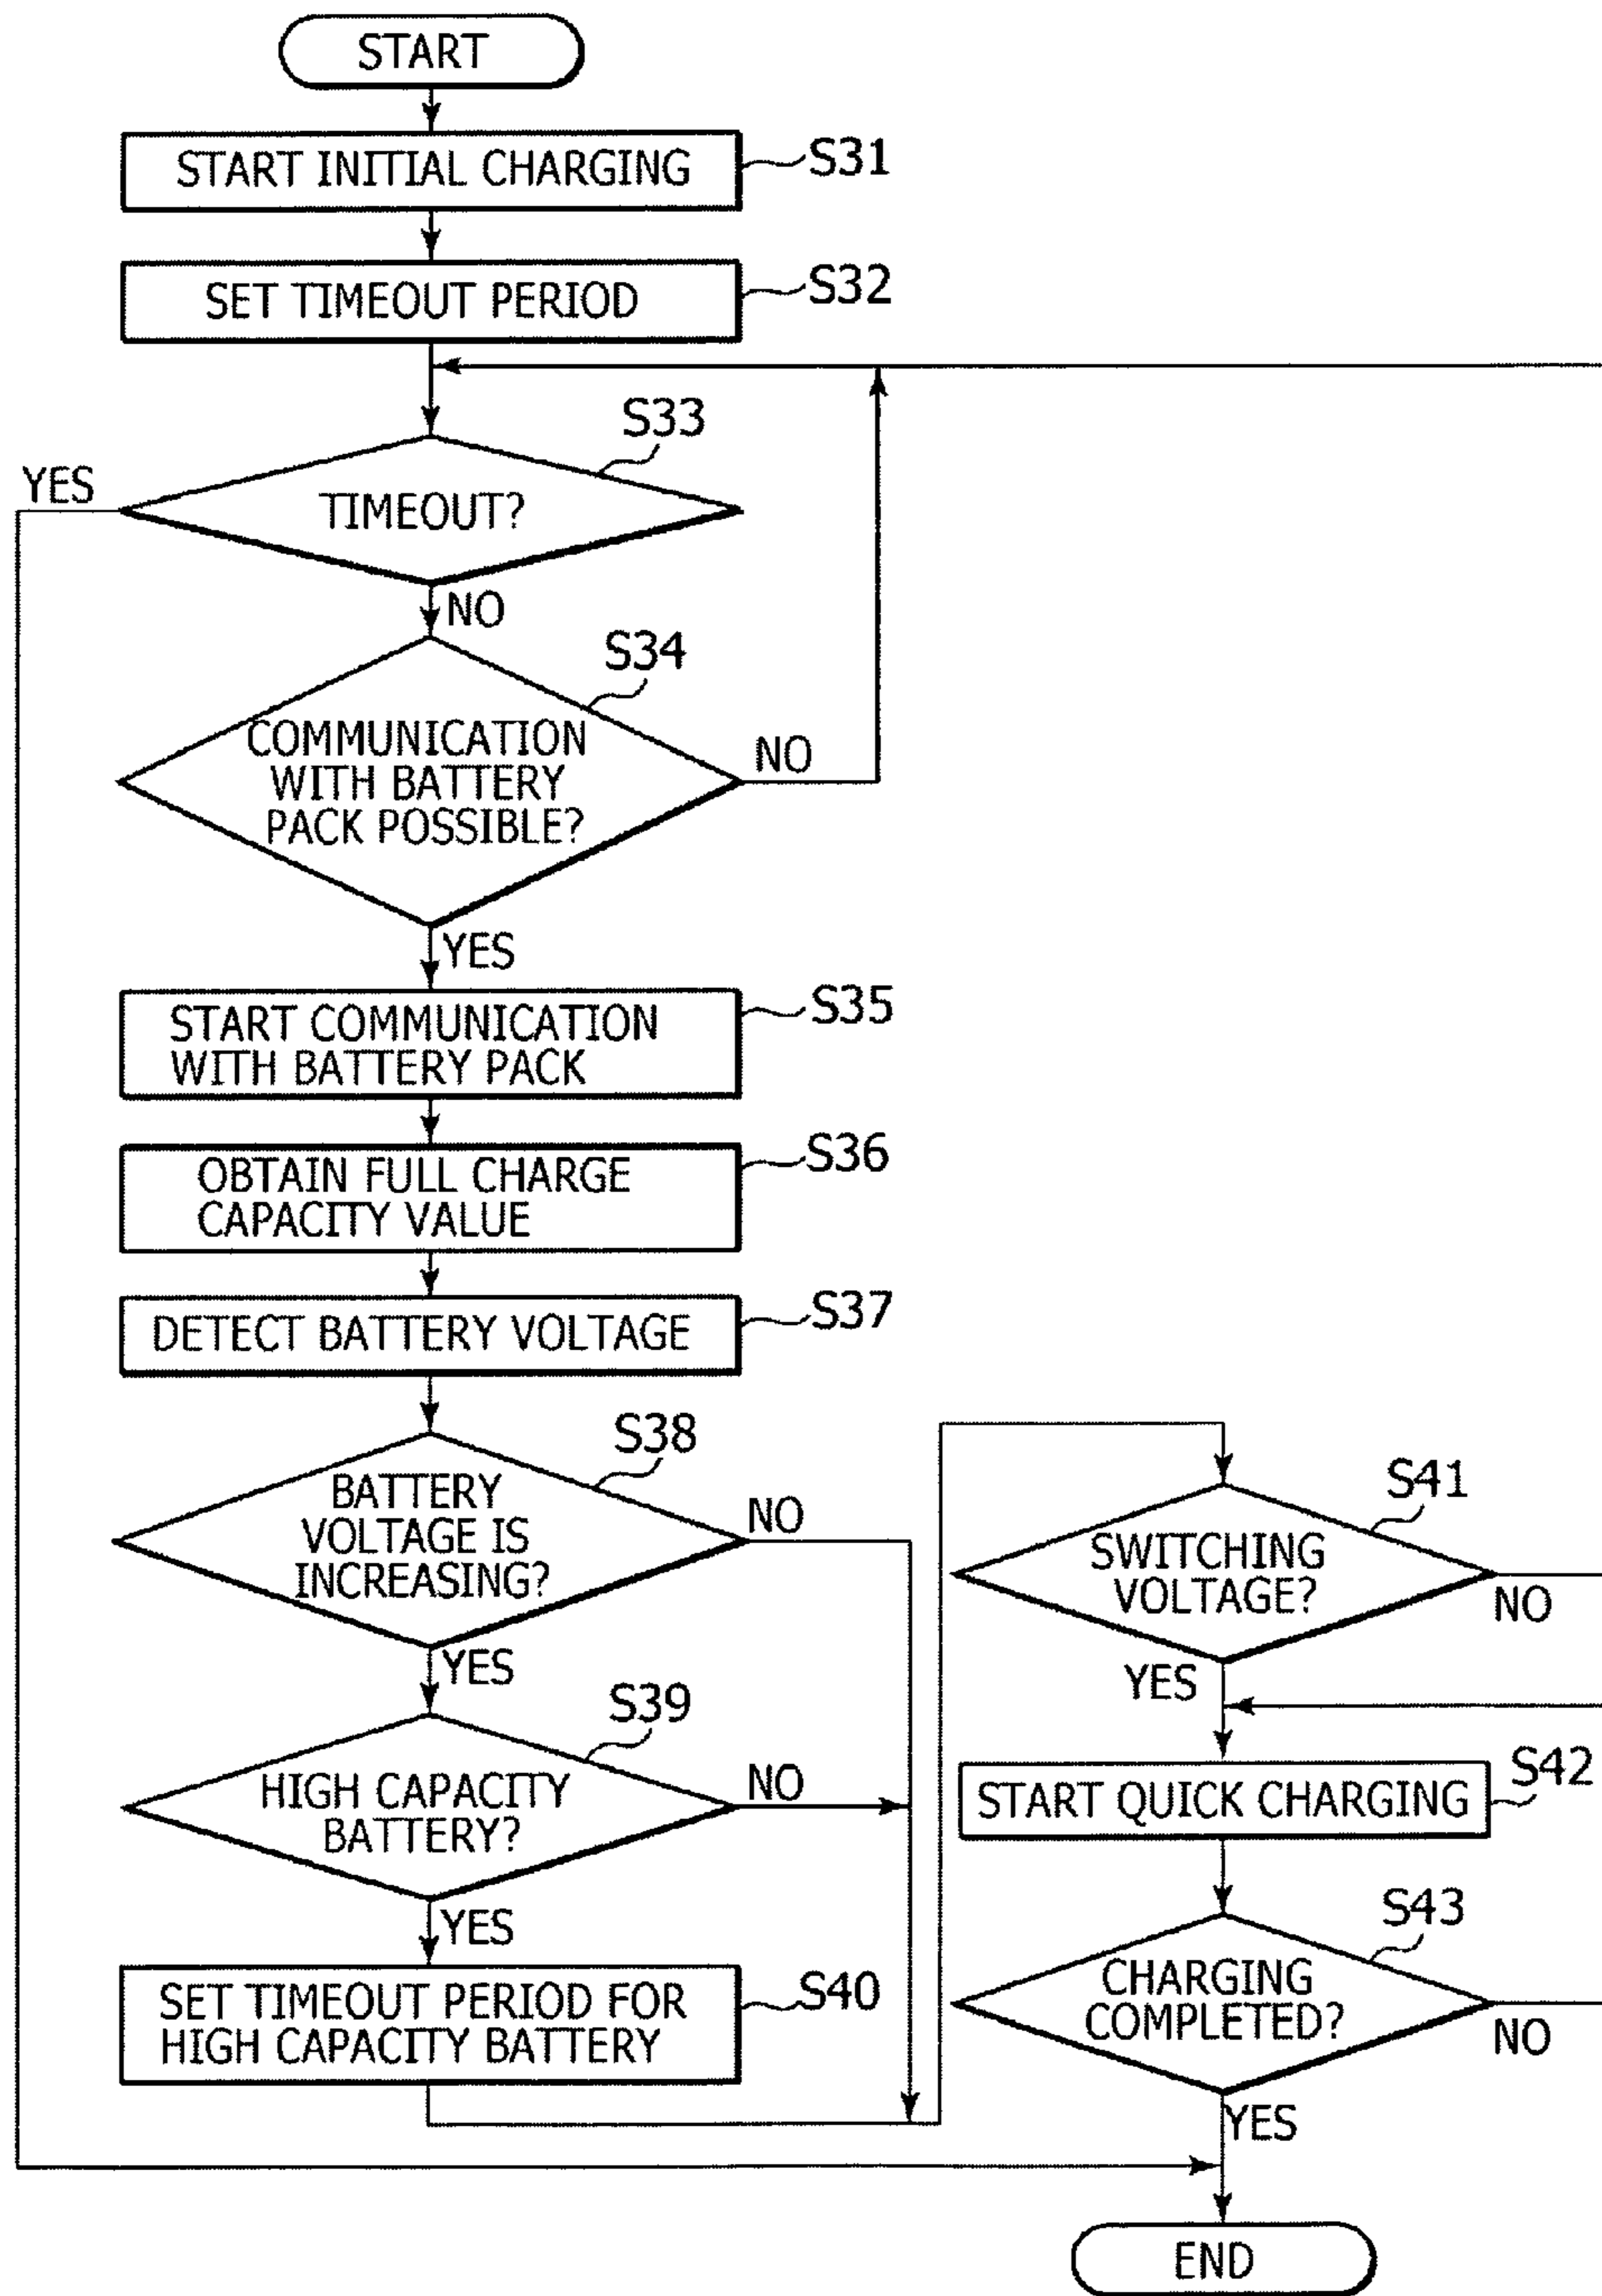 START
START INITIAL CHARGING
S31
SET TIMEOUT PERIOD
S32
S33
YES
TIMEOUT?
NO
S34
COMMUNICATION
WITH BATTERY
PACK POSSIBLE?
NO
YES
START COMMUNICATION
WITH BATTERY PACK
S35
OBTAIN FULL CHARGE
CAPACITY VALUE
S36
DETECT BATTERY VOLTAGE
S37
S38
BATTERY
VOLTAGE IS
INCREASING?
NO
YES
S39
HIGH CAPACITY
BATTERY?
NO
YES
SET TIMEOUT PERIOD FOR
HIGH CAPACITY BATTERY
S40
S41
SWITCHING
VOLTAGE?
NO
YES
START QUICK CHARGING
S42
S43
CHARGING
COMPLETED?
NO
YES
END